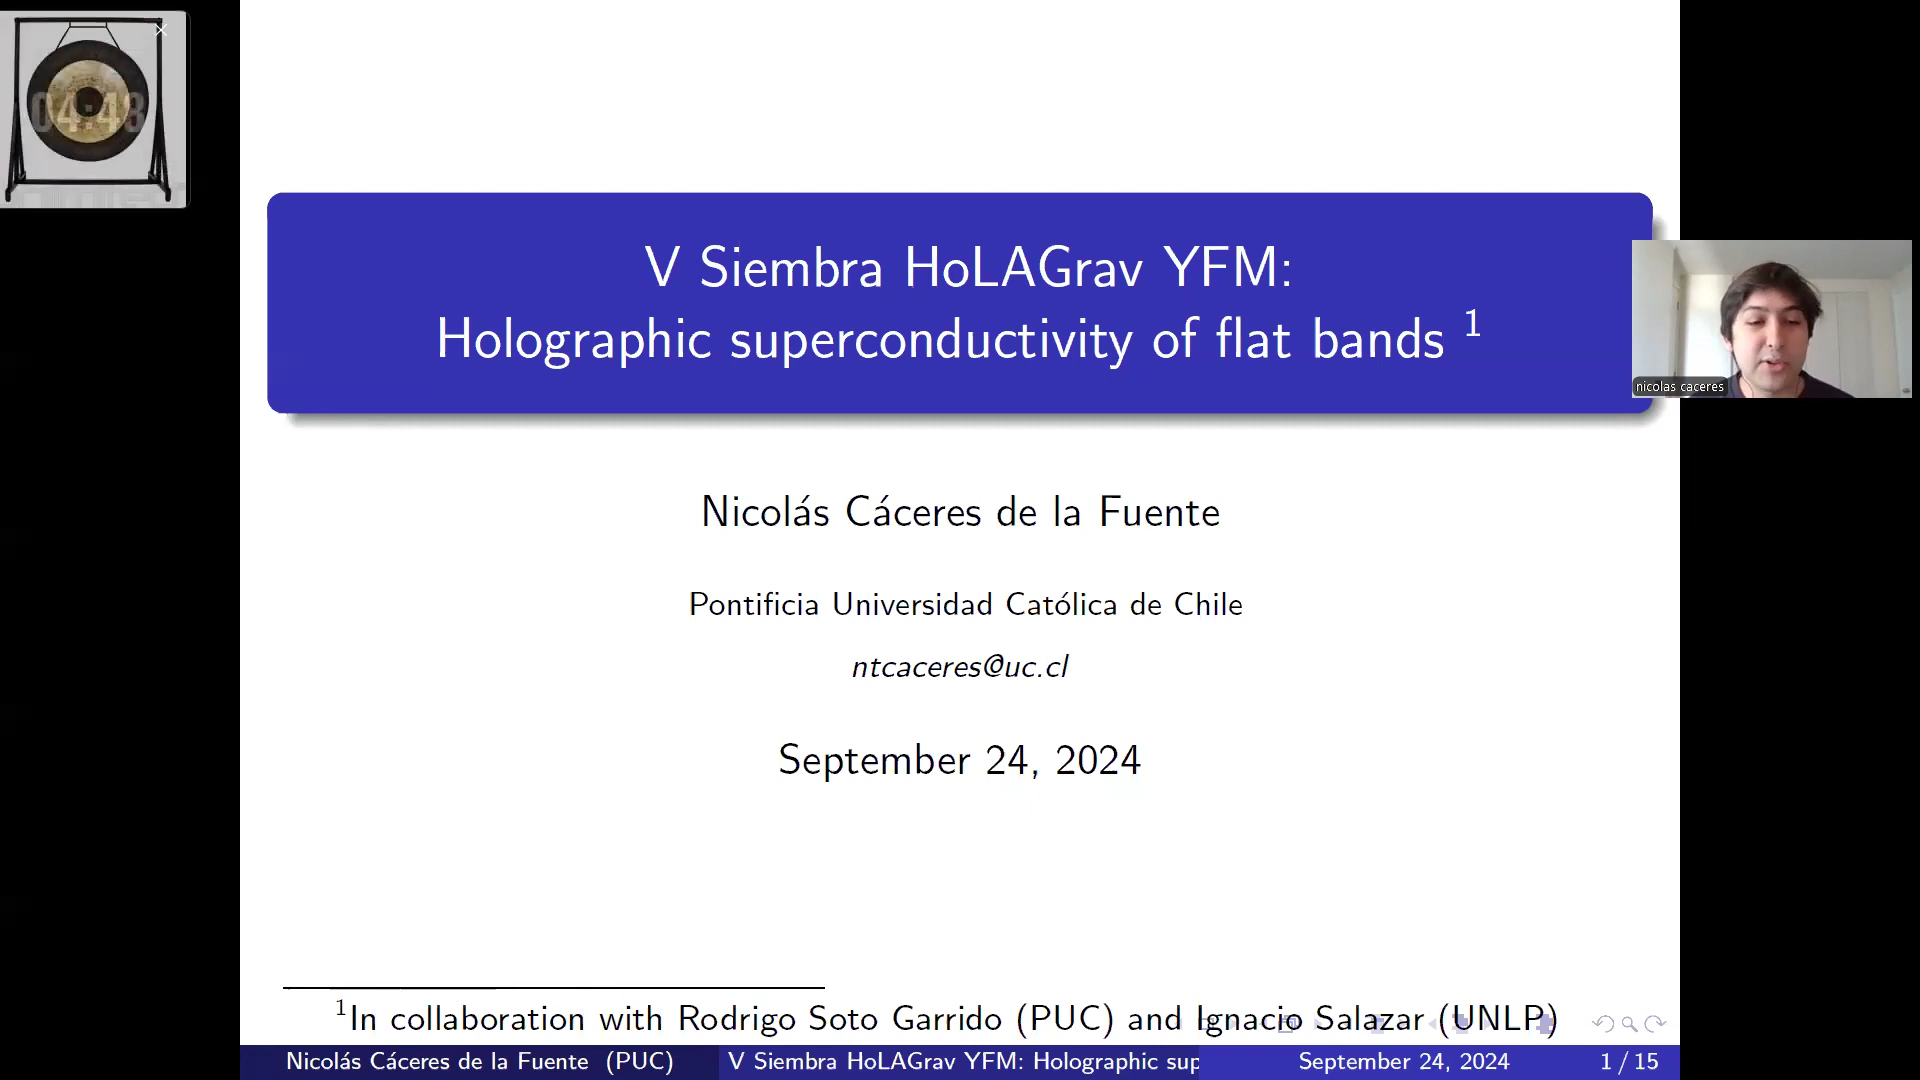 04:43
V Siembra HoLAGrav YFM:
Holographic superconductivity of flat bands 1
nicolas caceres
Nicolás Cáceres de la Fuente
Pontificia Universidad Católica de Chile
ntcaceres@uc.cl
September 24, 2024
1In collaboration with Rodrigo Soto Garrido (PUC) and Ignacio Salazar (UNLP)
Nicolás Cáceres de la Fuente (PUC)
V Siembra HoLAGrav YFM: Holographic sup
September 24, 2024
1 / 15